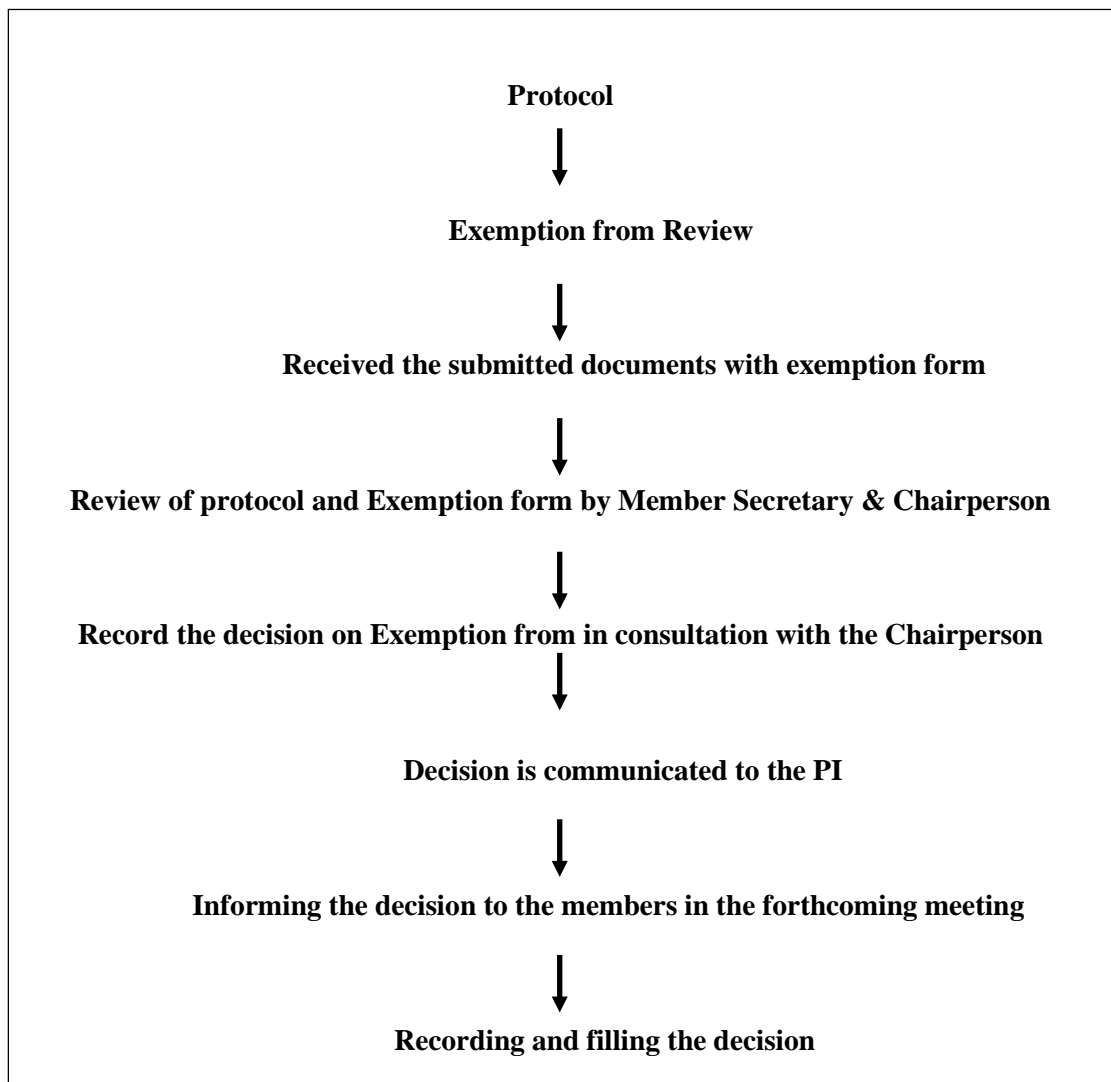 Protocol
Exemption from Review
Received the submitted documents with exemption form
Review of protocol and Exemption form by Member Secretary & Chairperson
Record the decision on Exemption from in consultation with the Chairperson
Decision is communicated to the PI
Informing the decision to the members in the forthcoming meeting
Recording and filling the decision